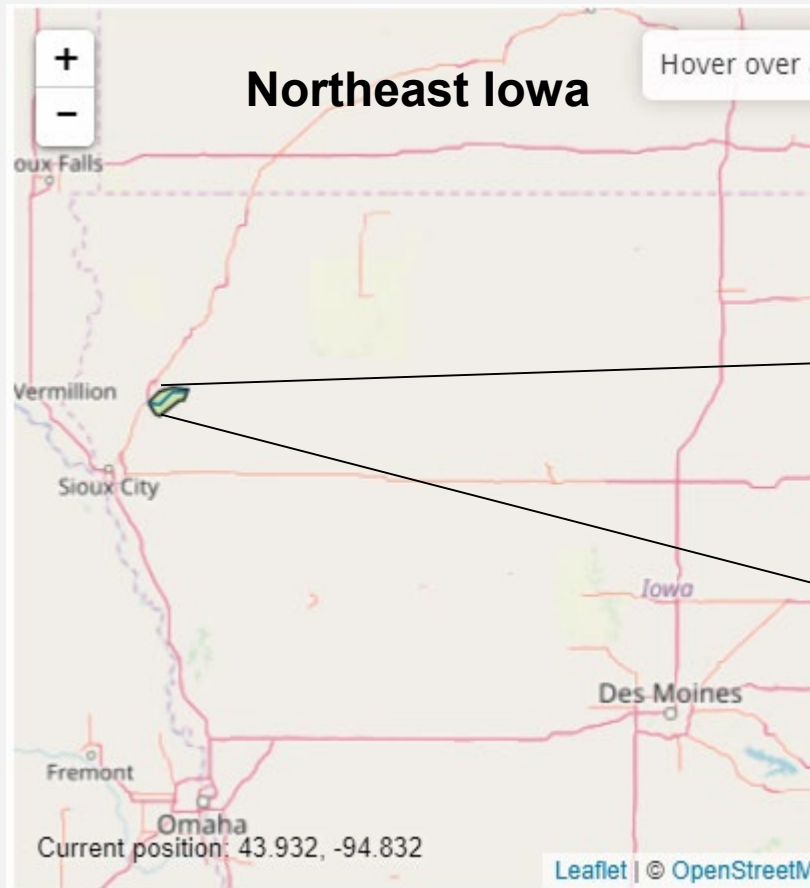 +
Northeast Iowa
Hover over
−
oux Falls
Vermillion
Sioux City
Iowa
Des Moines
Fremont
Omaha
Current position: 43.932, -94.832
Leaflet | © OpenStreetM